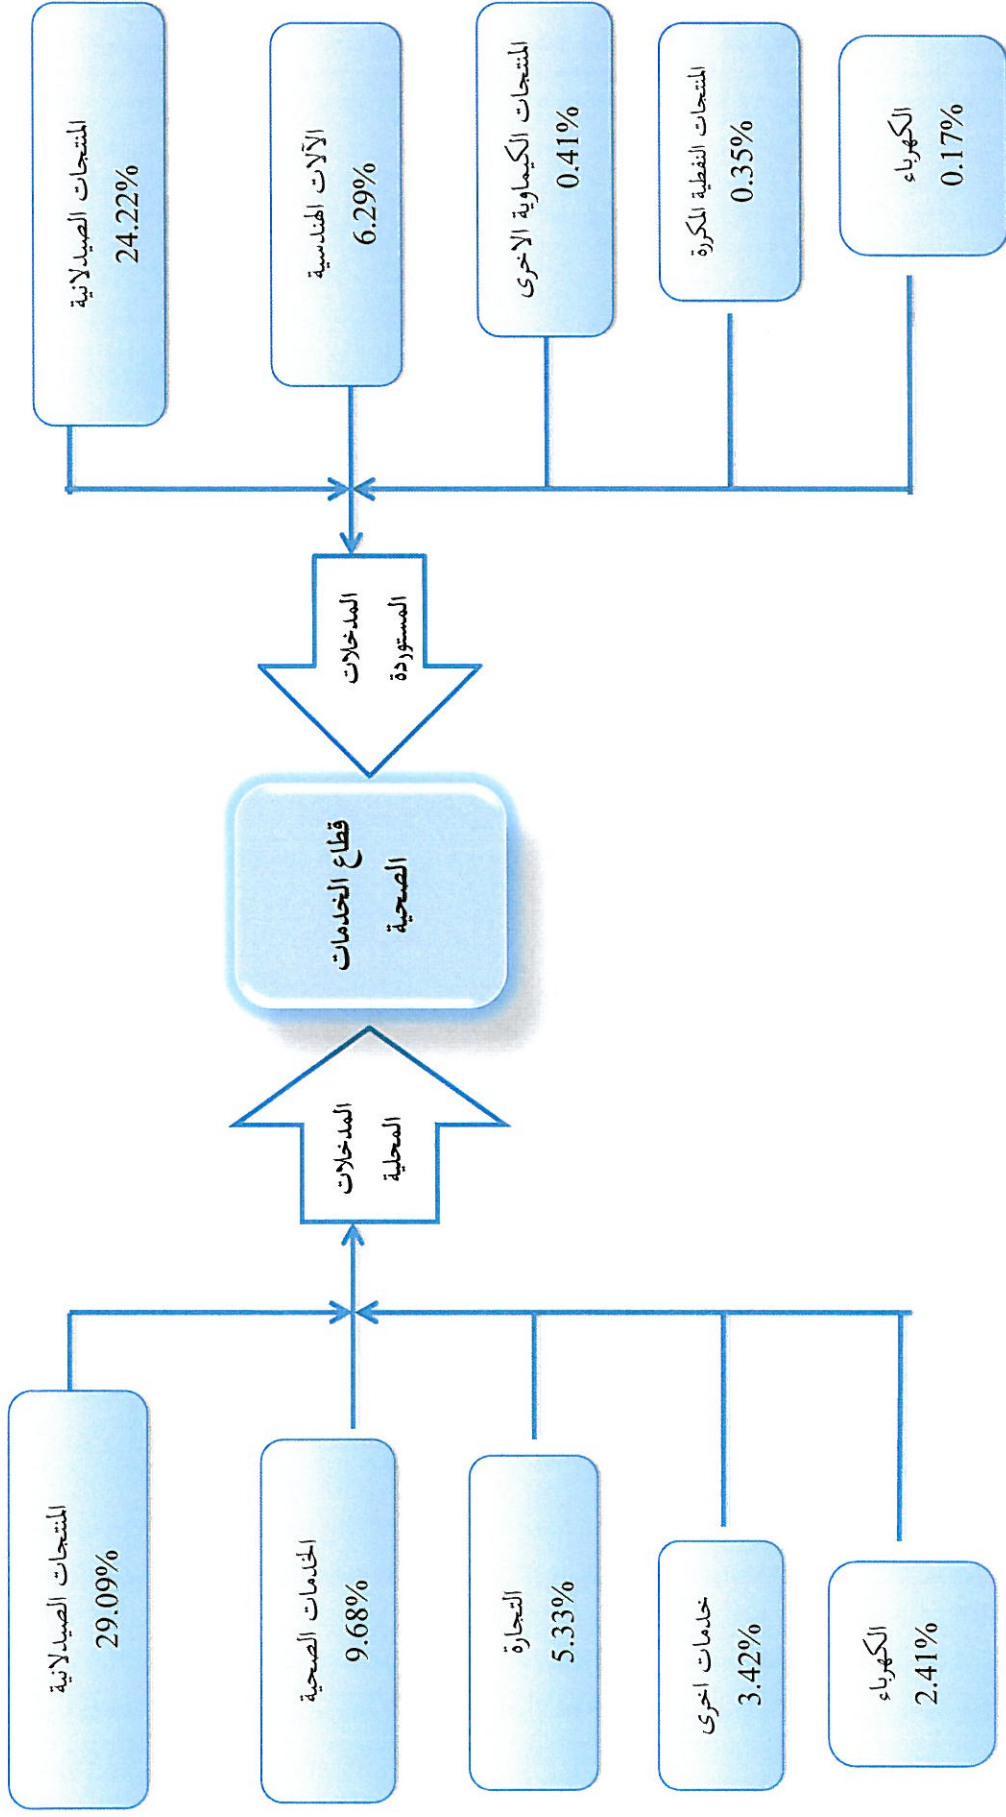 المنتجات الصيدلانية
29.09%
الخدمات الصحية
9.68%
التجارة
5.33%
خدمات اخرى
3.42%
الكهرباء
2.41%
المدخلات
المحلية
قطاع الخدمات
الصحية
المدخلات
المستوردة
المنتجات الصيدلانية
24.22%
الآلات الهندسية
6.29%
المنتجات الكيماوية الاخرى
0.41%
المنتجات النفطية المكررة
0.35%
الكهرباء
0.17%